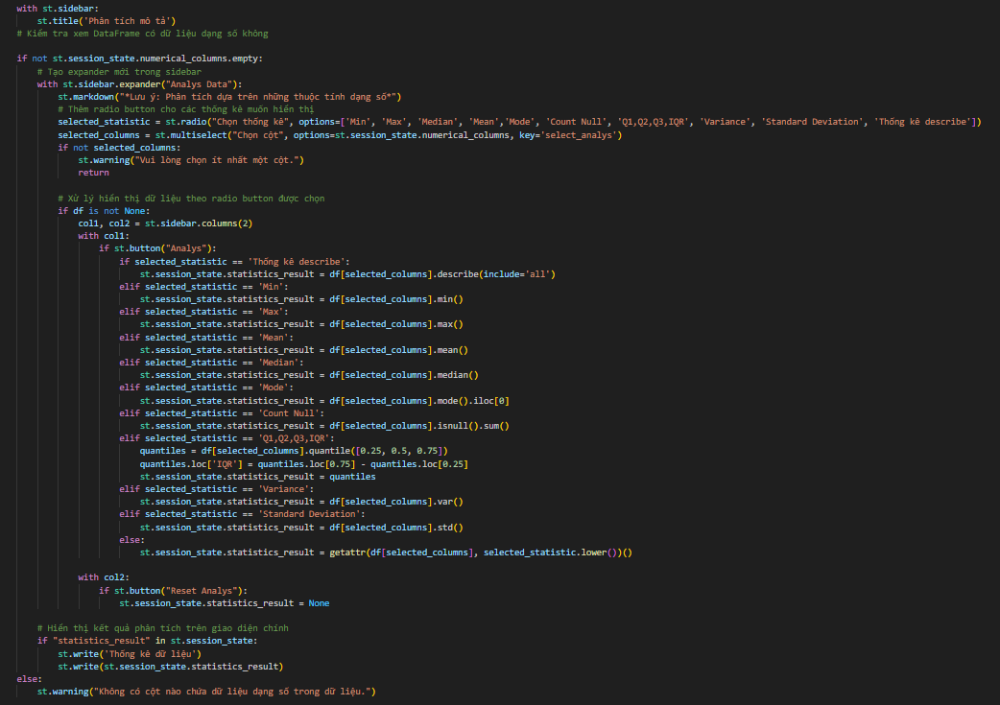 with st.sidebar:
    st.title('Phân tích mô tả')
# Kiểm tra xem DataFrame có dữ liệu dạng số không
if not st.session_state.numerical_columns.empty:
    # Tạo expander mới trong sidebar
    with st.sidebar.expander("Analys Data"):
        st.markdown("*Lưu ý: Phân tích dựa trên những thuộc tính dạng số*")
        # Thêm radio button cho các thống kê muốn hiển thị
        selected_statistic = st.radio("Chọn thống kê", options=['Min', 'Max', 'Median', 'Mean','Mode', 'Count Null', 'Q1,Q2,Q3,IQR', 'Variance', 'Standard Deviation', 'Thống kê describe'])
        selected_columns = st.multiselect("Chọn cột", options=st.session_state.numerical_columns, key='select_analys')
        if not selected_columns:
            st.warning("Vui lòng chọn ít nhất một cột.")
            return
        # Xử lý hiển thị dữ liệu theo radio button được chọn
        if df is not None:
            col1, col2 = st.sidebar.columns(2)
            with col1:
                if st.button("Analys"):
                    if selected_statistic == 'Thống kê describe':
                        st.session_state.statistics_result = df[selected_columns].describe(include='all')
                    elif selected_statistic == 'Min':
                        st.session_state.statistics_result = df[selected_columns].min()
                    elif selected_statistic == 'Max':
                        st.session_state.statistics_result = df[selected_columns].max()
                    elif selected_statistic == 'Mean':
                        st.session_state.statistics_result = df[selected_columns].mean()
                    elif selected_statistic == 'Median':
                        st.session_state.statistics_result = df[selected_columns].median()
                    elif selected_statistic == 'Mode':
                        st.session_state.statistics_result = df[selected_columns].mode().iloc[0]
                    elif selected_statistic == 'Count Null':
                        st.session_state.statistics_result = df[selected_columns].isnull().sum()
                    elif selected_statistic == 'Q1,Q2,Q3,IQR':
                        quantiles = df[selected_columns].quantile([0.25, 0.5, 0.75])
                        quantiles.loc['IQR'] = quantiles.loc[0.75] - quantiles.loc[0.25]
                        st.session_state.statistics_result = quantiles
                    elif selected_statistic == 'Variance':
                        st.session_state.statistics_result = df[selected_columns].var()
                    elif selected_statistic == 'Standard Deviation':
                        st.session_state.statistics_result = df[selected_columns].std()
                    else:
                        st.session_state.statistics_result = getattr(df[selected_columns], selected_statistic.lower())()
            with col2:
                if st.button("Reset Analys"):
                    st.session_state.statistics_result = None
    # Hiển thị kết quả phân tích trên giao diện chính
    if "statistics_result" in st.session_state:
        st.write('Thống kê dữ liệu')
        st.write(st.session_state.statistics_result)
else:
    st.warning("Không có cột nào chứa dữ liệu dạng số trong dữ liệu.")